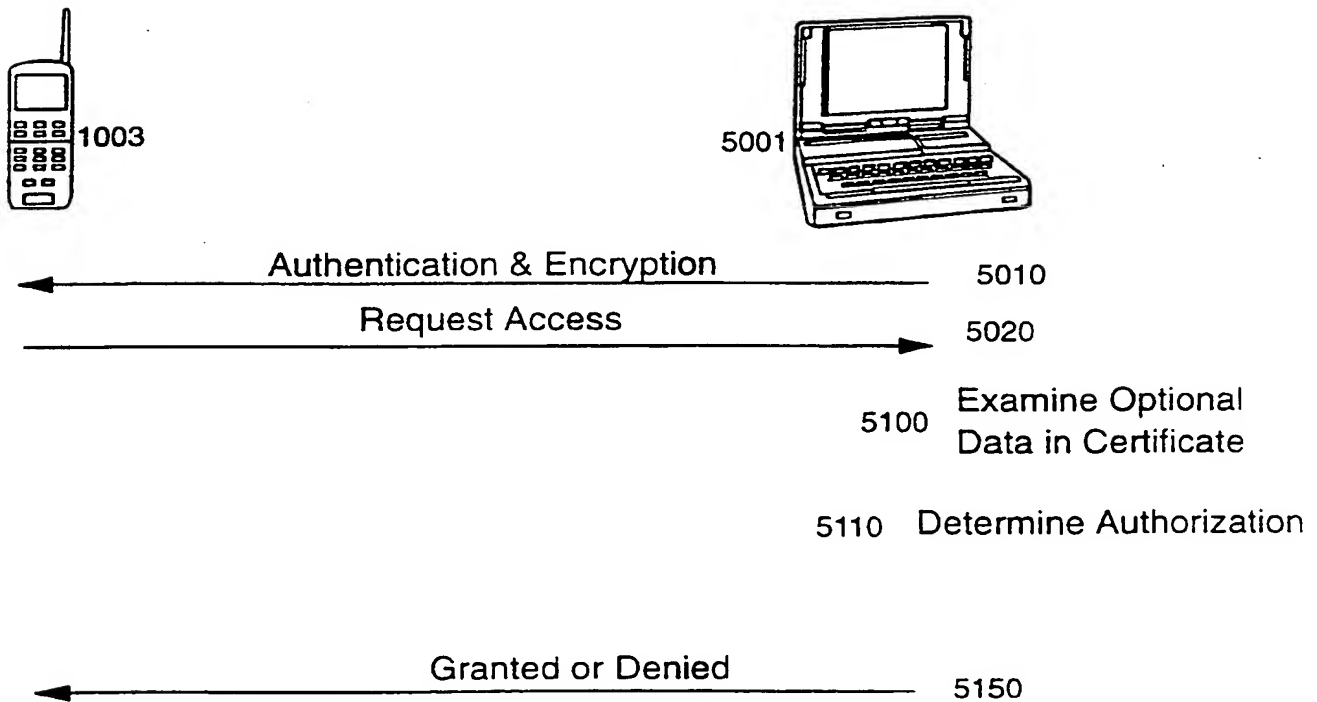 1003
5001
Authentication & Encryption 5010
Request Access 5020
5100 Examine Optional
Data in Certificate
5110 Determine Authorization
Granted or Denied 5150